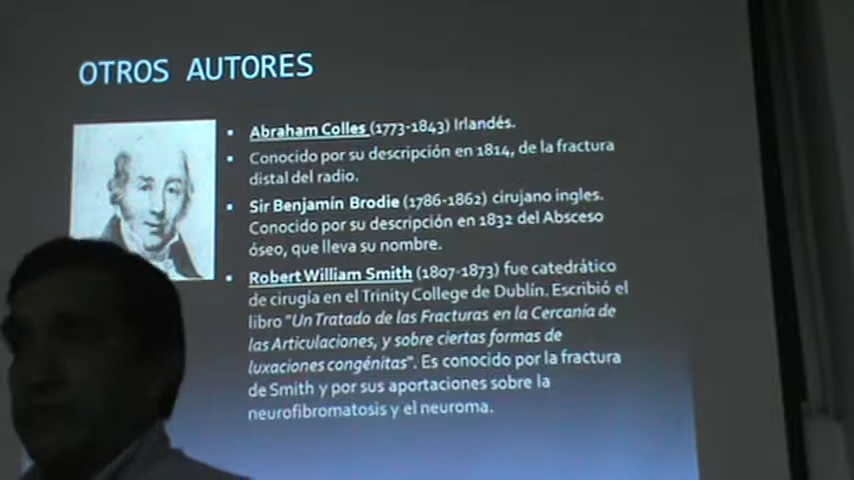 OTROS AUTORES
▪ Abraham Colles (1773-1843) Irlandés.
▪ Conocido por su descripción en 1814, de la fractura
distal del radio.
▪ Sir Benjamín Brodie (1786-1862) cirujano ingles.
Conocido por su descripción en 1832 del Absceso
óseo, que lleva su nombre.
▪ Robert William Smith (1807-1873) fue catedrático
de cirugía en el Trinity College de Dublín. Escribió el
libro "Un Tratado de las Fracturas en la Cercanía de
las Articulaciones, y sobre ciertas formas de
luxaciones congénitas". Es conocido por la fractura
de Smith y por sus aportaciones sobre la
neurofibromatosis y el neuroma.